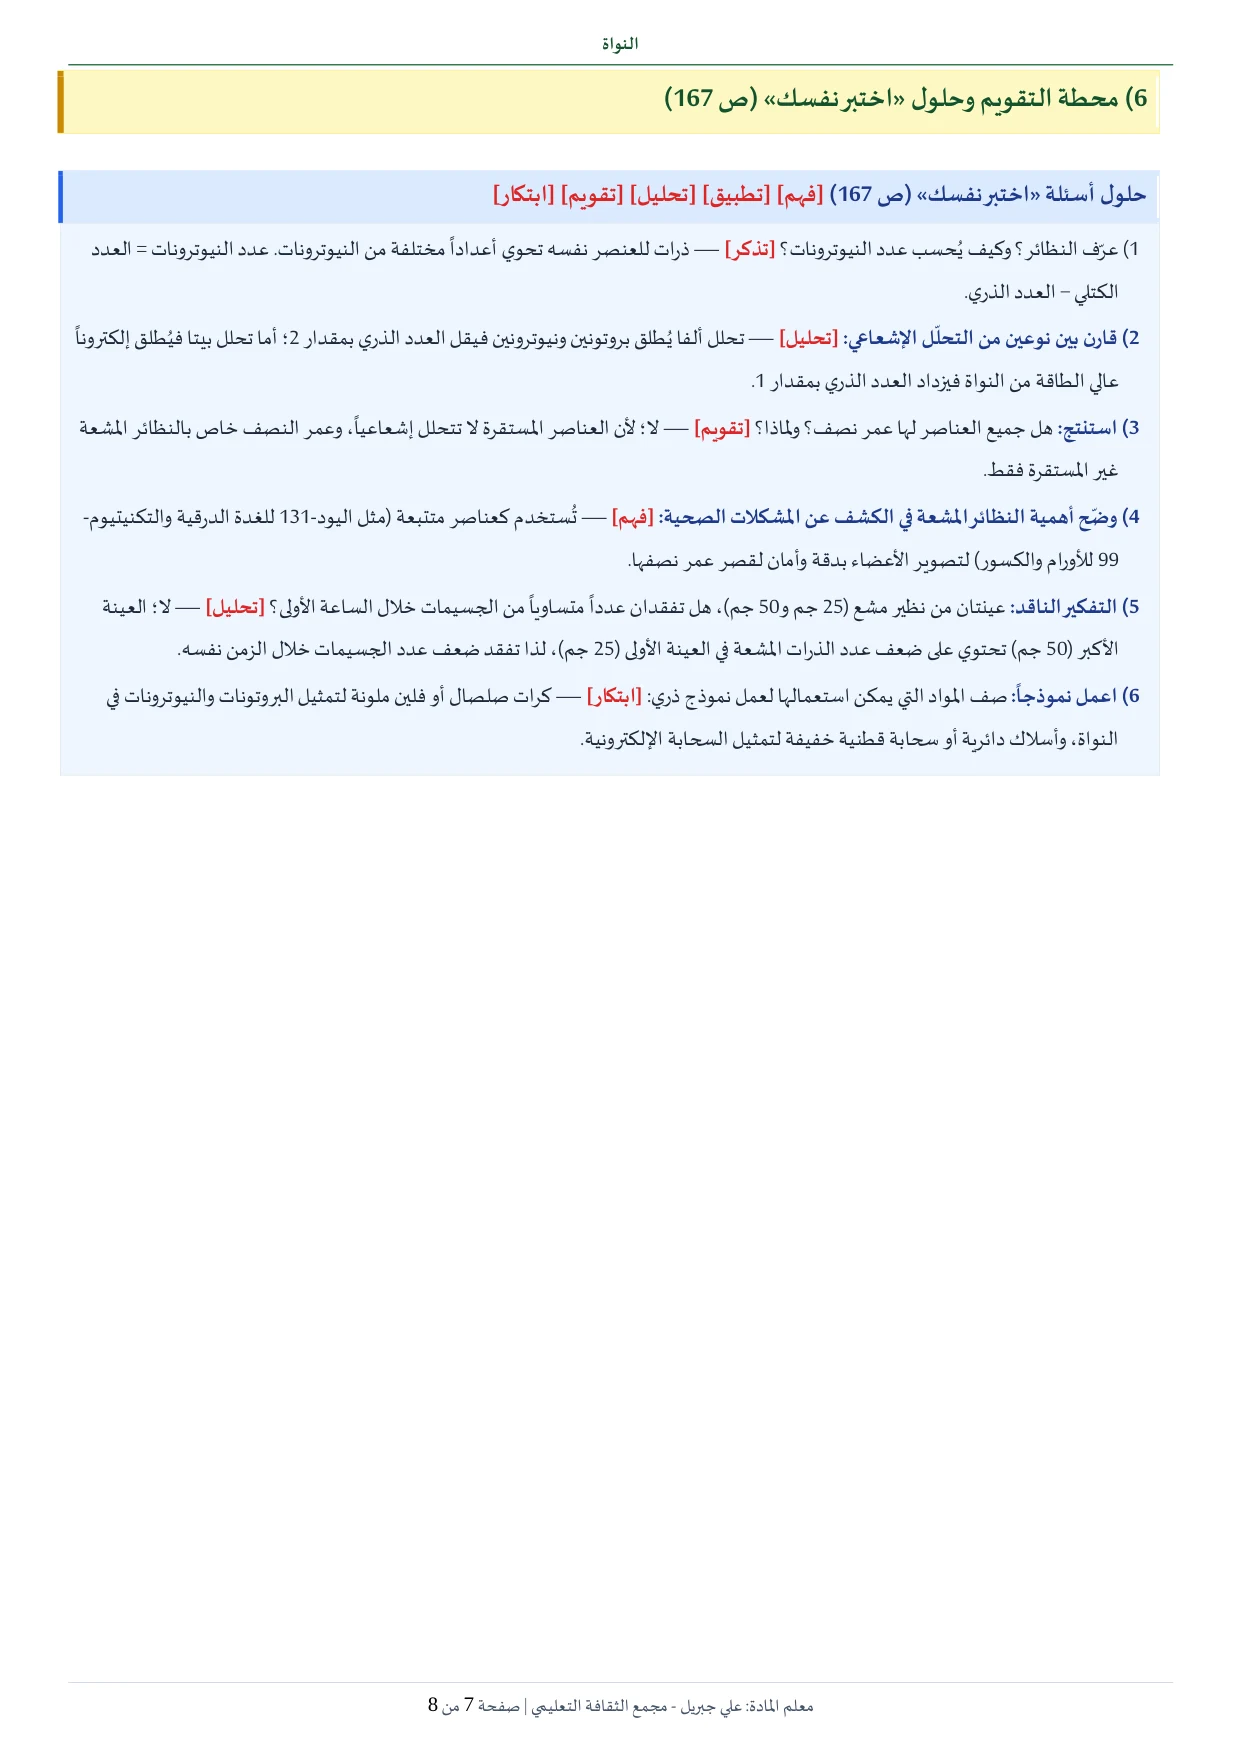 النواة
6) محطة التقويم وحلول «اختبر نفسك» (ص 167)
حلول أسئلة «اختبر نفسك» (ص 167) [فهم] [تطبيق] [تحليل] [تقويم] [ابتكار]
1) عرّف النظائر؟ وكيف يُحسب عدد النيوترونات؟ [تذكر] — ذرات للعنصر نفسه تحوي أعداداً مختلفة من النيوترونات. عدد النيوترونات = العدد
الكتلي – العدد الذري.
2) قارن بين نوعين من التحلّل الإشعاعي: [تحليل] — تحلل ألفا يُطلق بروتونين ونيوترونين فيقل العدد الذري بمقدار 2؛ أما تحلل بيتا فيُطلق إلكتروناً
عالي الطاقة من النواة فيزداد العدد الذري بمقدار 1.
3) استنتج: هل جميع العناصر لها عمر نصف؟ ولماذا؟ [تقويم] — لا؛ لأن العناصر المستقرة لا تتحلل إشعاعياً، وعمر النصف خاص بالنظائر المشعة
غير المستقرة فقط.
4) وضّح أهمية النظائر المشعة في الكشف عن المشكلات الصحية: [فهم] — تُستخدم كعناصر متتبعة (مثل اليود-131 للغدة الدرقية والتكنيتيوم-
99 للأورام والكسور) لتصوير الأعضاء بدقة وأمان لقصر عمر نصفها.
5) التفكير الناقد: عينتان من نظير مشع (25 جم و50 جم)، هل تفقدان عدداً متساوياً من الجسيمات خلال الساعة الأولى؟ [تحليل] — لا؛ العينة
الأكبر (50 جم) تحتوي على ضعف عدد الذرات المشعة في العينة الأولى (25 جم)، لذا تفقد ضعف عدد الجسيمات خلال الزمن نفسه.
6) اعمل نموذجاً: صف المواد التي يمكن استعمالها لعمل نموذج ذري: [ابتكار] — كرات صلصال أو فلين ملونة لتمثيل البروتونات والنيوترونات في
النواة، وأسلاك دائرية أو سحابة قطنية خفيفة لتمثيل السحابة الإلكترونية.
معلم المادة: علي جبريل - مجمع الثقافة التعليمي | صفحة 7 من 8